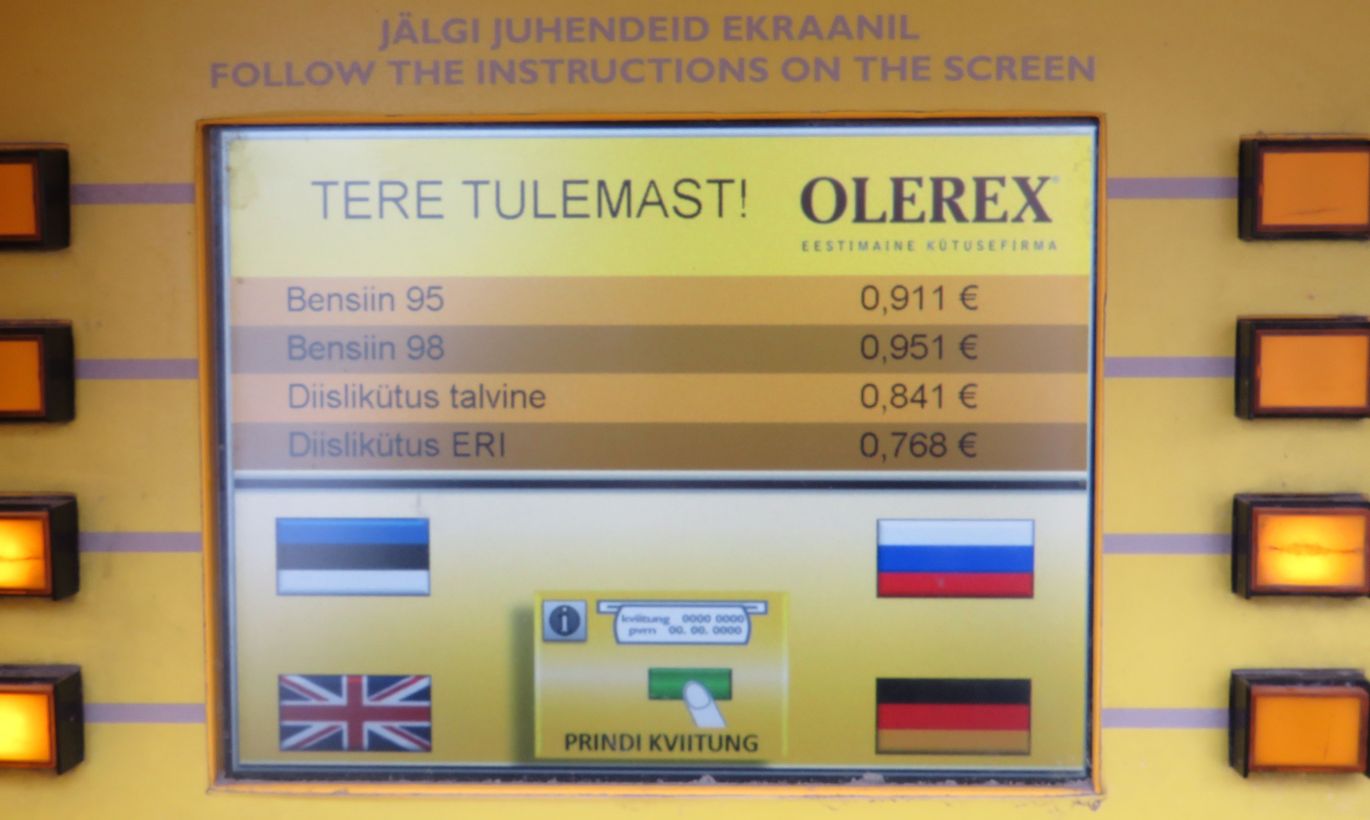 JÄLGI JUHENDEID EKRAANIL
FOLLOW THE INSTRUCTIONS ON THE SCREEN
TERE TULEMAST!
OLEREX
EESTIMAINE KÜTUSEFIRMA
Bensiin 95 0,911 €
Bensiin 98 0,951 €
Diislikütus talvine 0,841 €
Diislikütus ERI 0,768 €
i
kviitung 0000 0000
pvm 00. 00. 0000
PRINDI KVIITUNG